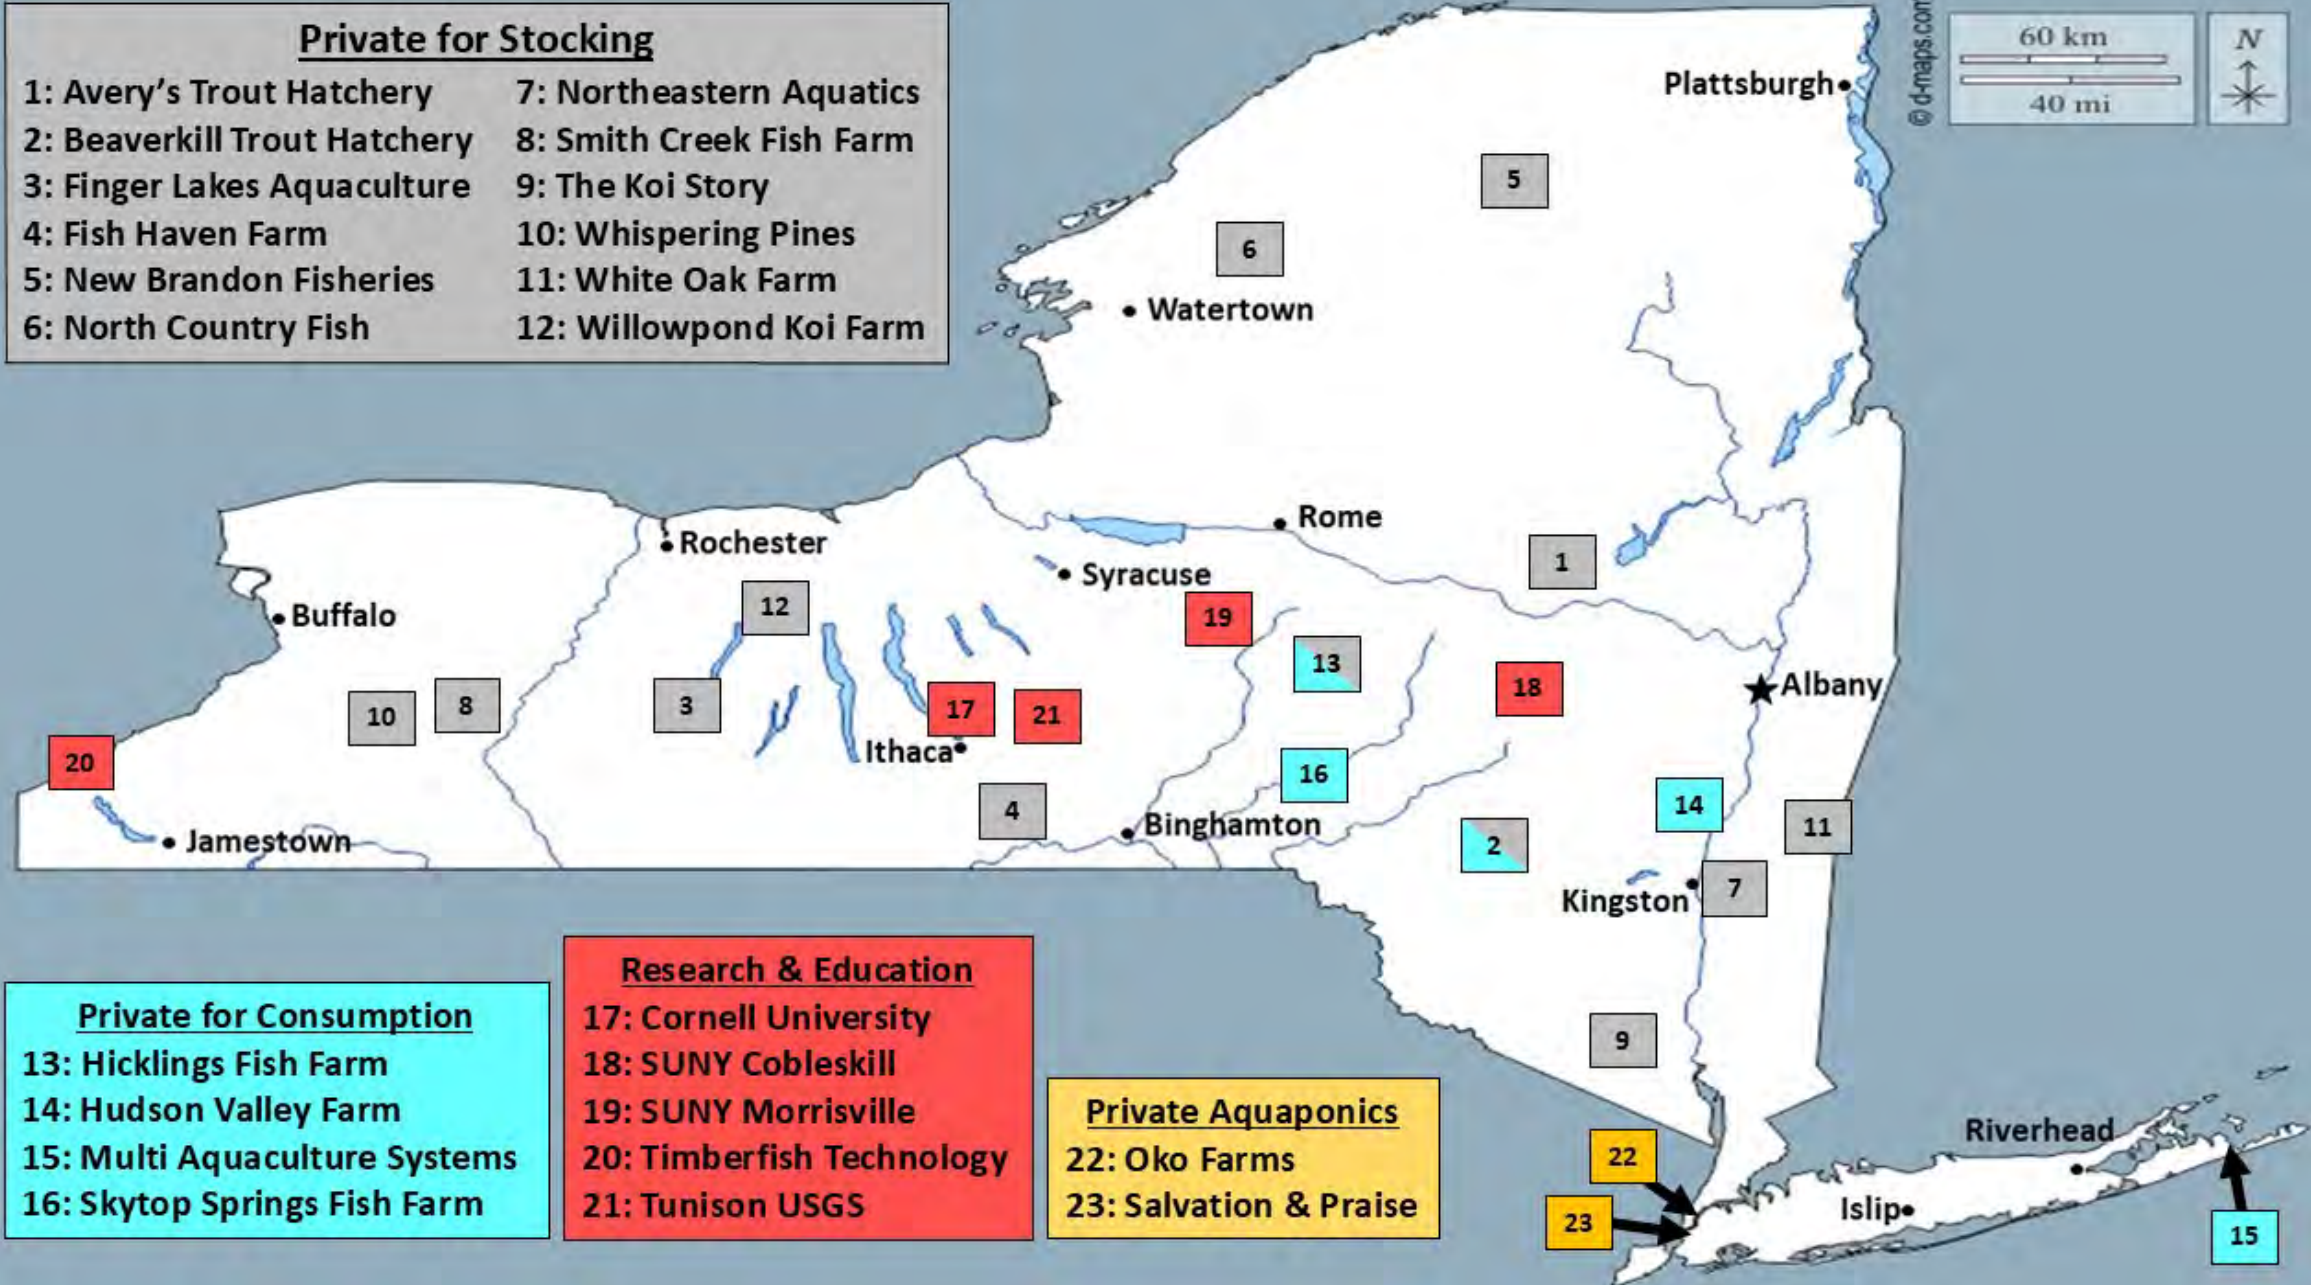 Private for Stocking
1: Avery's Trout Hatchery
2: Beaverkill Trout Hatchery
3: Finger Lakes Aquaculture
4: Fish Haven Farm
5: New Brandon Fisheries
6: North Country Fish
7: Northeastern Aquatics
8: Smith Creek Fish Farm
9: The Koi Story
10: Whispering Pines
11: White Oak Farm
12: Willowpond Koi Farm
© d-maps.com
60 km
40 mi
N
Plattsburgh
5
6
Watertown
Rome
Rochester
1
Syracuse
12
Buffalo
19
13
18
Albany
10
8
3
17
21
Ithaca
20
16
14
4
Binghamton
11
Jamestown
2
7
Kingston
9
Riverhead
22
Islip
23
15
Private for Consumption
13: Hicklings Fish Farm
14: Hudson Valley Farm
15: Multi Aquaculture Systems
16: Skytop Springs Fish Farm
Research & Education
17: Cornell University
18: SUNY Cobleskill
19: SUNY Morrisville
20: Timberfish Technology
21: Tunison USGS
Private Aquaponics
22: Oko Farms
23: Salvation & Praise